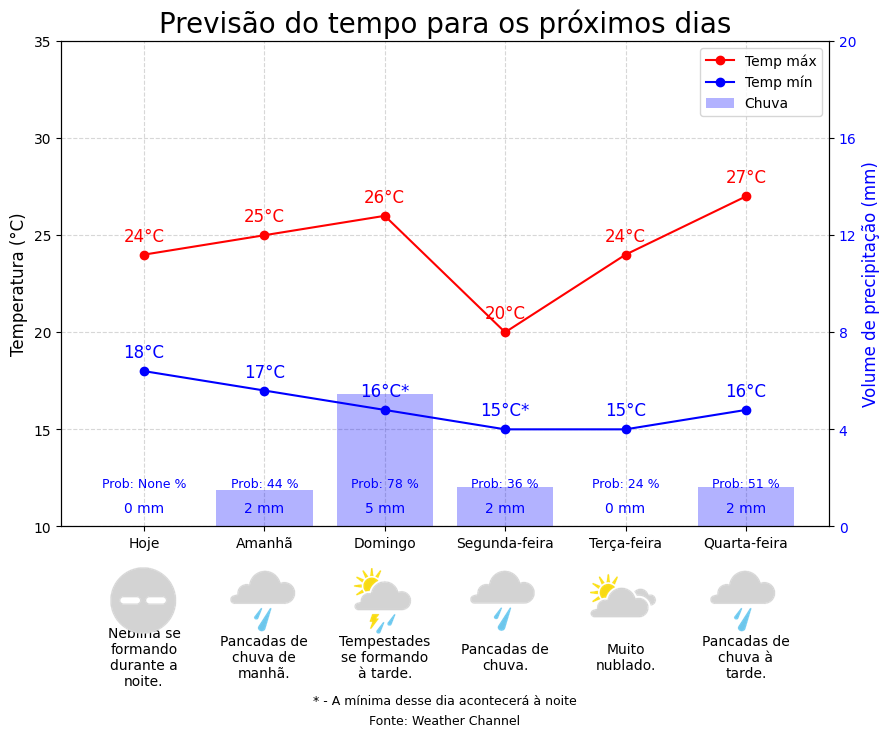 Previsão do tempo para os próximos dias
35
30
25
20
15
10
Temperatura (°C)
20
16
12
8
4
0
Volume de precipitação (mm)
Temp máx
Temp mín
Chuva
24°C
25°C
26°C
20°C
24°C
27°C
18°C
17°C
16°C*
15°C*
15°C
16°C
Prob: None %
Prob: 44 %
Prob: 78 %
Prob: 36 %
Prob: 24 %
Prob: 51 %
0 mm
2 mm
5 mm
2 mm
0 mm
2 mm
Hoje
Amanhã
Domingo
Segunda-feira
Terça-feira
Quarta-feira
Neblina se
formando
durante a
noite.
Pancadas de
chuva de
manhã.
Tempestades
se formando
à tarde.
Pancadas de
chuva.
Muito
nublado.
Pancadas de
chuva à
tarde.
* - A mínima desse dia acontecerá à noite
Fonte: Weather Channel